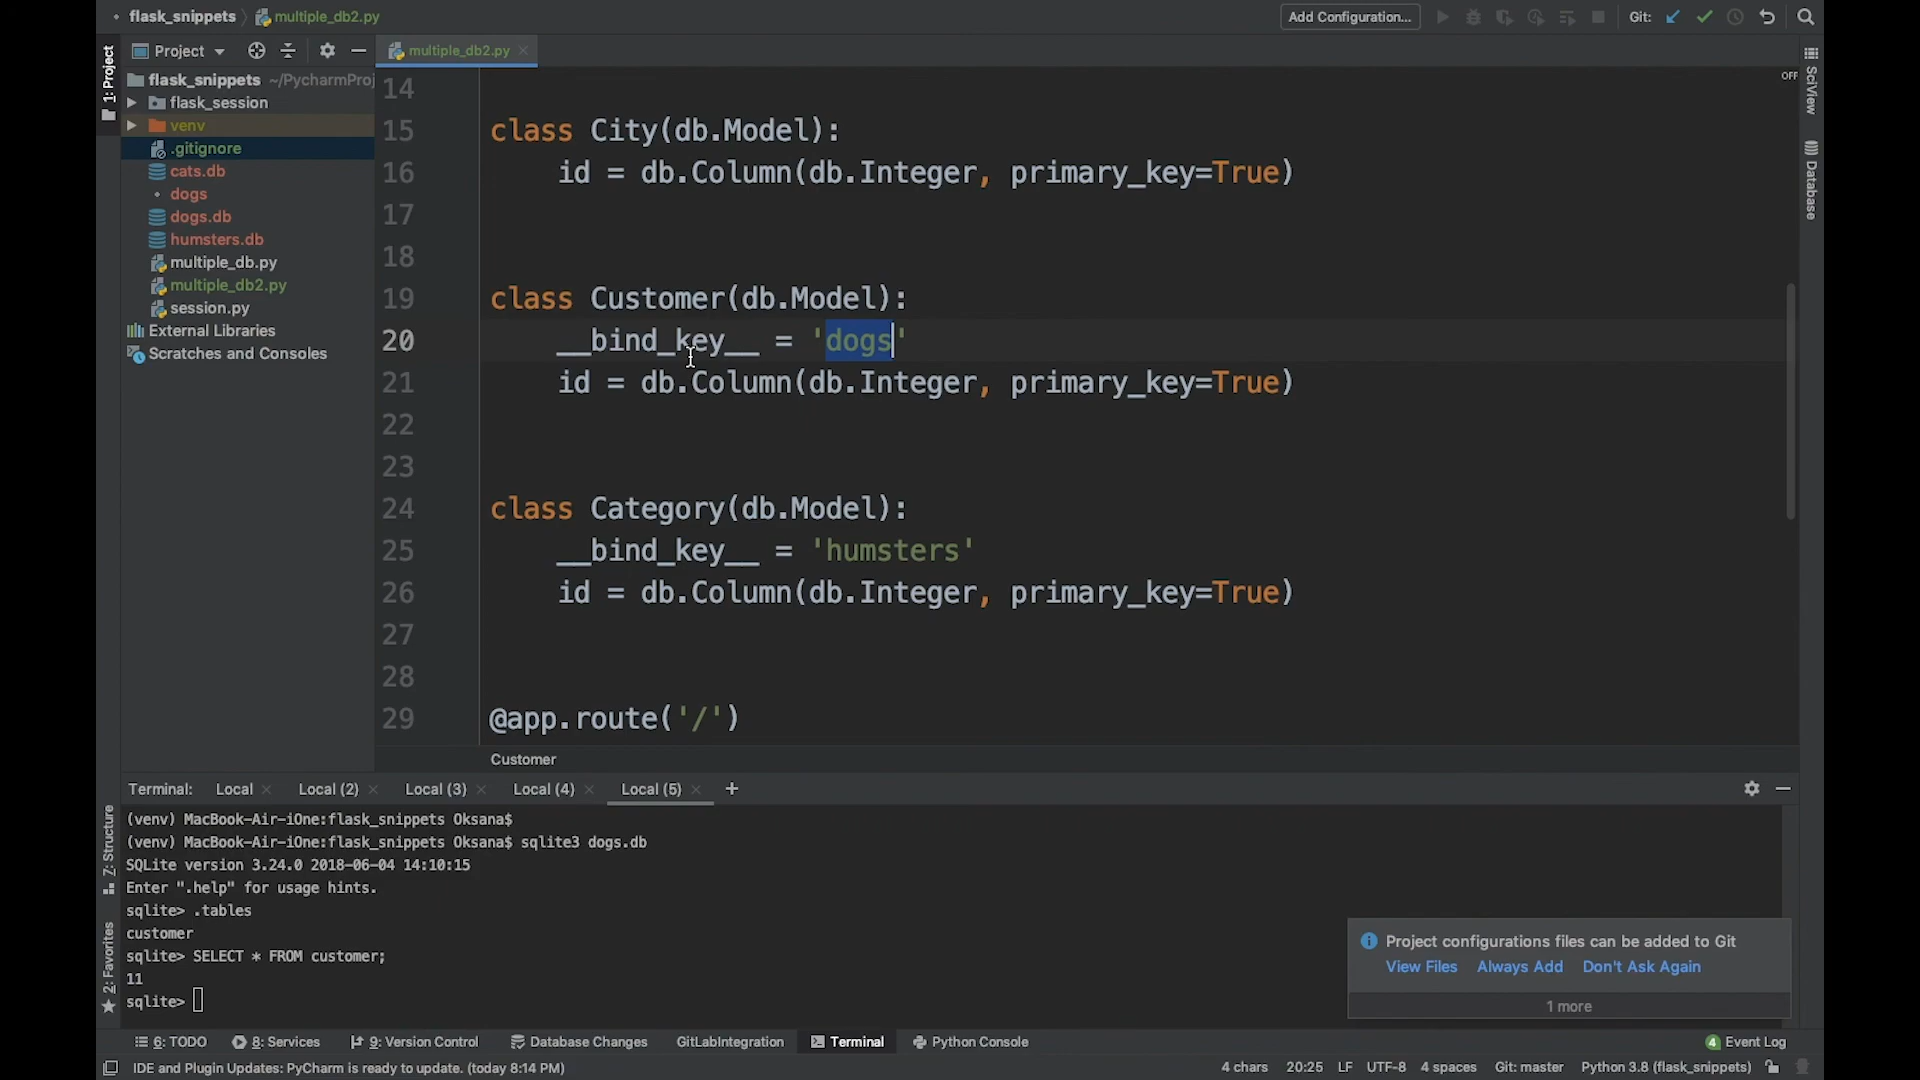 flask_snippets multiple_db2.py Add Configuration... Git:
1: Project
Project multiple_db2.py
flask_snippets ~/PycharmProj
flask_session
venv
.gitignore
cats.db
dogs
dogs.db
humsters.db
multiple_db.py
multiple_db2.py
session.py
External Libraries
Scratches and Consoles
14
15 class City(db.Model):
16 id = db.Column(db.Integer, primary_key=True)
17
18
19 class Customer(db.Model):
20 __bind_key__ = 'dogs'
21 id = db.Column(db.Integer, primary_key=True)
22
23
24 class Category(db.Model):
25 __bind_key__ = 'humsters'
26 id = db.Column(db.Integer, primary_key=True)
27
28
29 @app.route('/')
Customer
OFF
SciView
Database
Terminal: Local Local (2) Local (3) Local (4) Local (5) +
(venv) MacBook-Air-iOne:flask_snippets Oksana$
(venv) MacBook-Air-iOne:flask_snippets Oksana$ sqlite3 dogs.db
SQLite version 3.24.0 2018-06-04 14:10:15
Enter ".help" for usage hints.
sqlite> .tables
customer
sqlite> SELECT * FROM customer;
11
sqlite>
Z: Structure
2: Favorites
Project configurations files can be added to Git
View Files Always Add Don't Ask Again
1 more
6: TODO 8: Services 9: Version Control Database Changes GitLabIntegration Terminal Python Console 4 Event Log
IDE and Plugin Updates: PyCharm is ready to update. (today 8:14 PM) 4 chars 20:25 LF UTF-8 4 spaces Git: master Python 3.8 (flask_snippets)